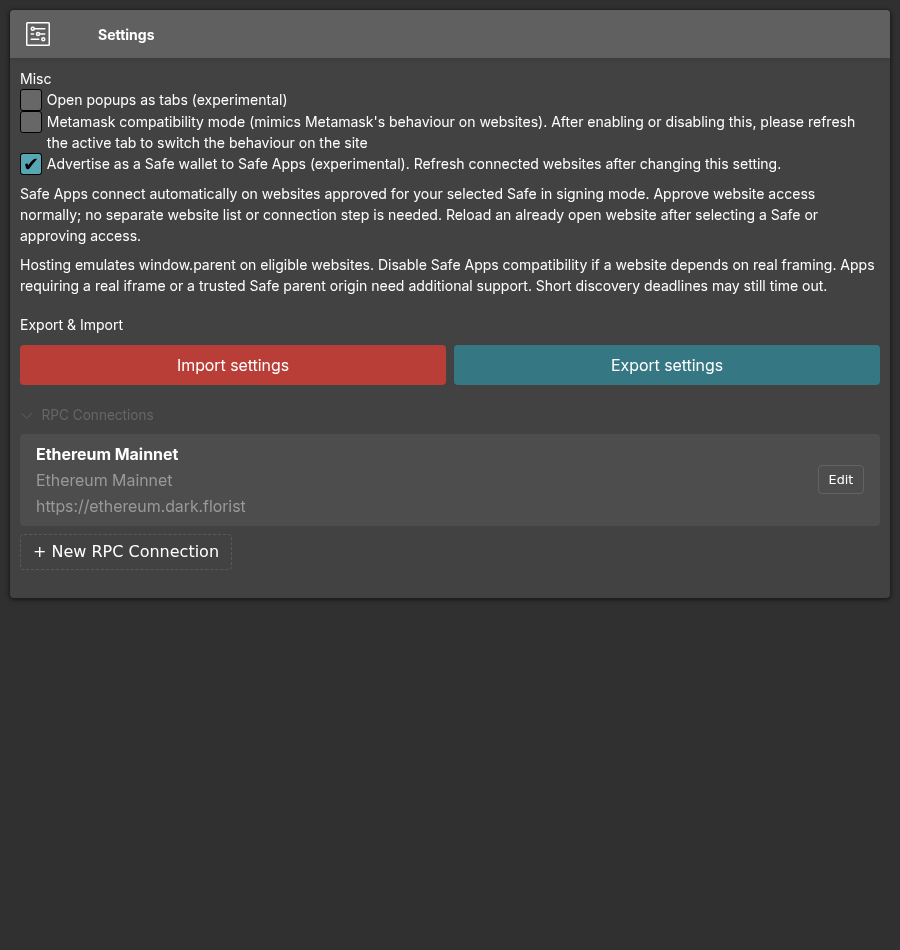 Settings
Misc
Open popups as tabs (experimental)
Metamask compatibility mode (mimics Metamask's behaviour on websites). After enabling or disabling this, please refresh
the active tab to switch the behaviour on the site
Advertise as a Safe wallet to Safe Apps (experimental). Refresh connected websites after changing this setting.
Safe Apps connect automatically on websites approved for your selected Safe in signing mode. Approve website access
normally; no separate website list or connection step is needed. Reload an already open website after selecting a Safe or
approving access.
Hosting emulates window.parent on eligible websites. Disable Safe Apps compatibility if a website depends on real framing. Apps
requiring a real iframe or a trusted Safe parent origin need additional support. Short discovery deadlines may still time out.
Export & Import
Import settings
Export settings
RPC Connections
Ethereum Mainnet
Ethereum Mainnet
https://ethereum.dark.florist
Edit
+ New RPC Connection